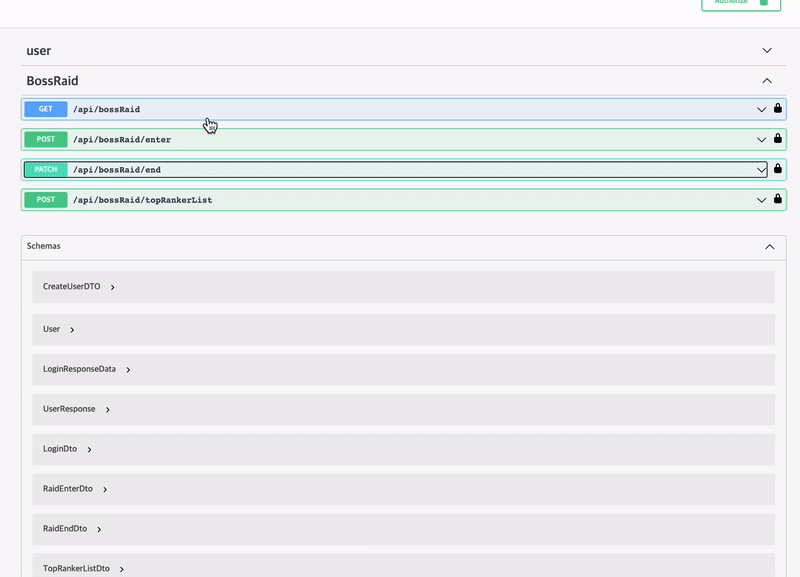 Authorize
user
BossRaid
GET /api/bossRaid
POST /api/bossRaid/enter
PATCH /api/bossRaid/end
POST /api/bossRaid/topRankerList
Schemas
CreateUserDTO
User
LoginResponseData
UserResponse
LoginDto
RaidEnterDto
RaidEndDto
TopRankerListDto